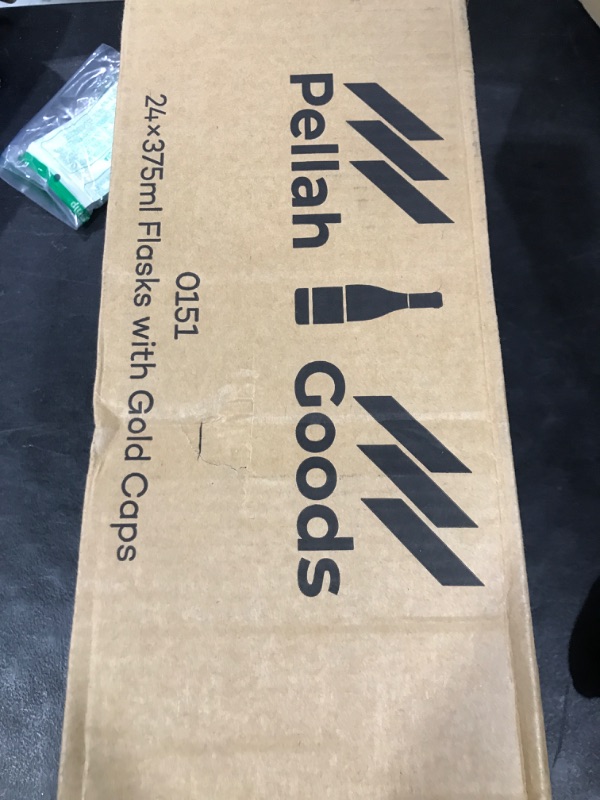 Pellah Goods
0151
24×375ml Flasks with Gold Caps